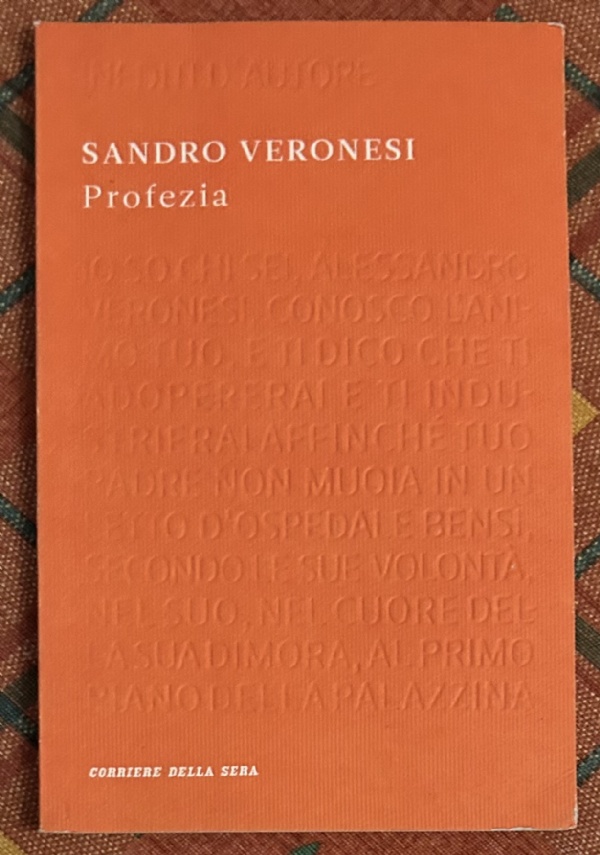 INEDITI D'AUTORE
SANDRO VERONESI
Profezia
IO SO CHI SEI, ALESSANDRO
VERONESI, CONOSCO L'ANI-
MO TUO, E TI DICO CHE TI
ADOPERERAI E TI INDU-
STRIERAI AFFINCHÉ TUO
PADRE NON MUOIA IN UN
LETTO D'OSPEDALE BENSÌ,
SECONDO LE SUE VOLONTÀ,
NEL SUO, NEL CUORE DEL-
LA SUA DIMORA, AL PRIMO
PIANO DELLA PALAZZINA
CORRIERE DELLA SERA